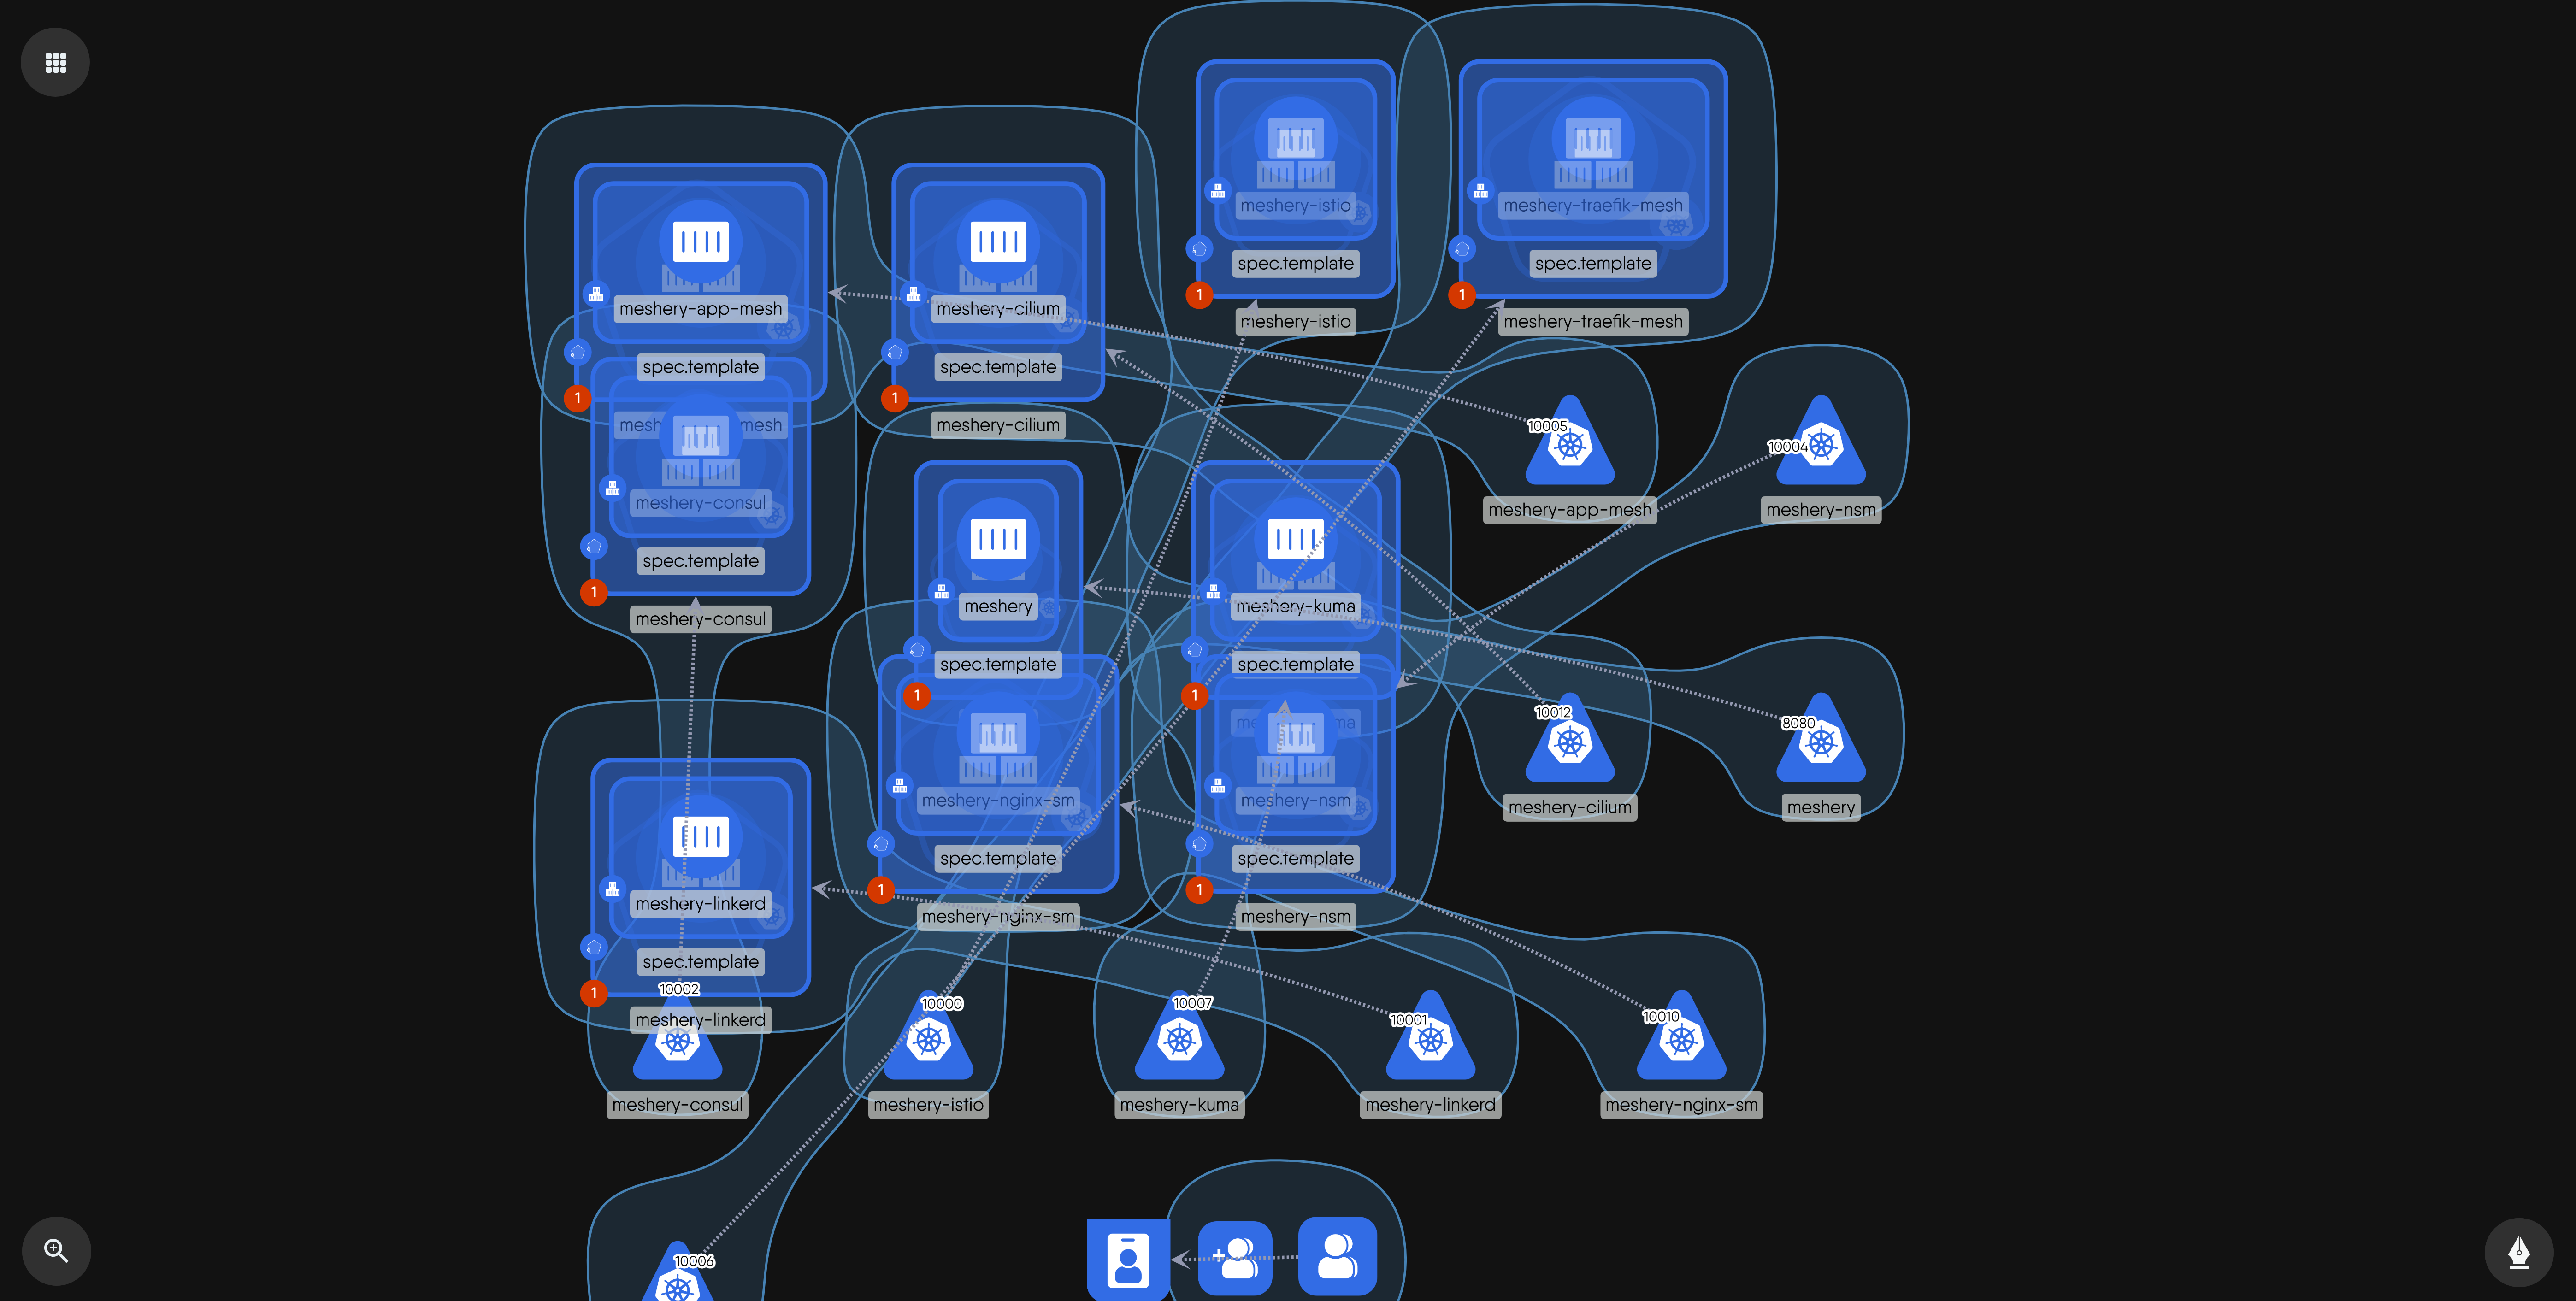 meshery-istio
spec.template
1
meshery-istio
meshery-traefik-mesh
spec.template
1
meshery-traefik-mesh
meshery-app-mesh
spec.template
1
mesh mesh
meshery-cilium
spec.template
1
meshery-cilium
meshery-consul
spec.template
1
meshery-consul
10005
meshery-app-mesh
10004
meshery-nsm
meshery
spec.template
1
meshery-kuma
spec.template
1
me ma
meshery-nginx-sm
spec.template
1
meshery-nginx-sm
meshery-nsm
spec.template
1
meshery-nsm
10012
meshery-cilium
8080
meshery
meshery-linkerd
spec.template
1
meshery-linkerd
10002
meshery-consul
10000
meshery-istio
10007
meshery-kuma
10001
meshery-linkerd
10010
meshery-nginx-sm
10006